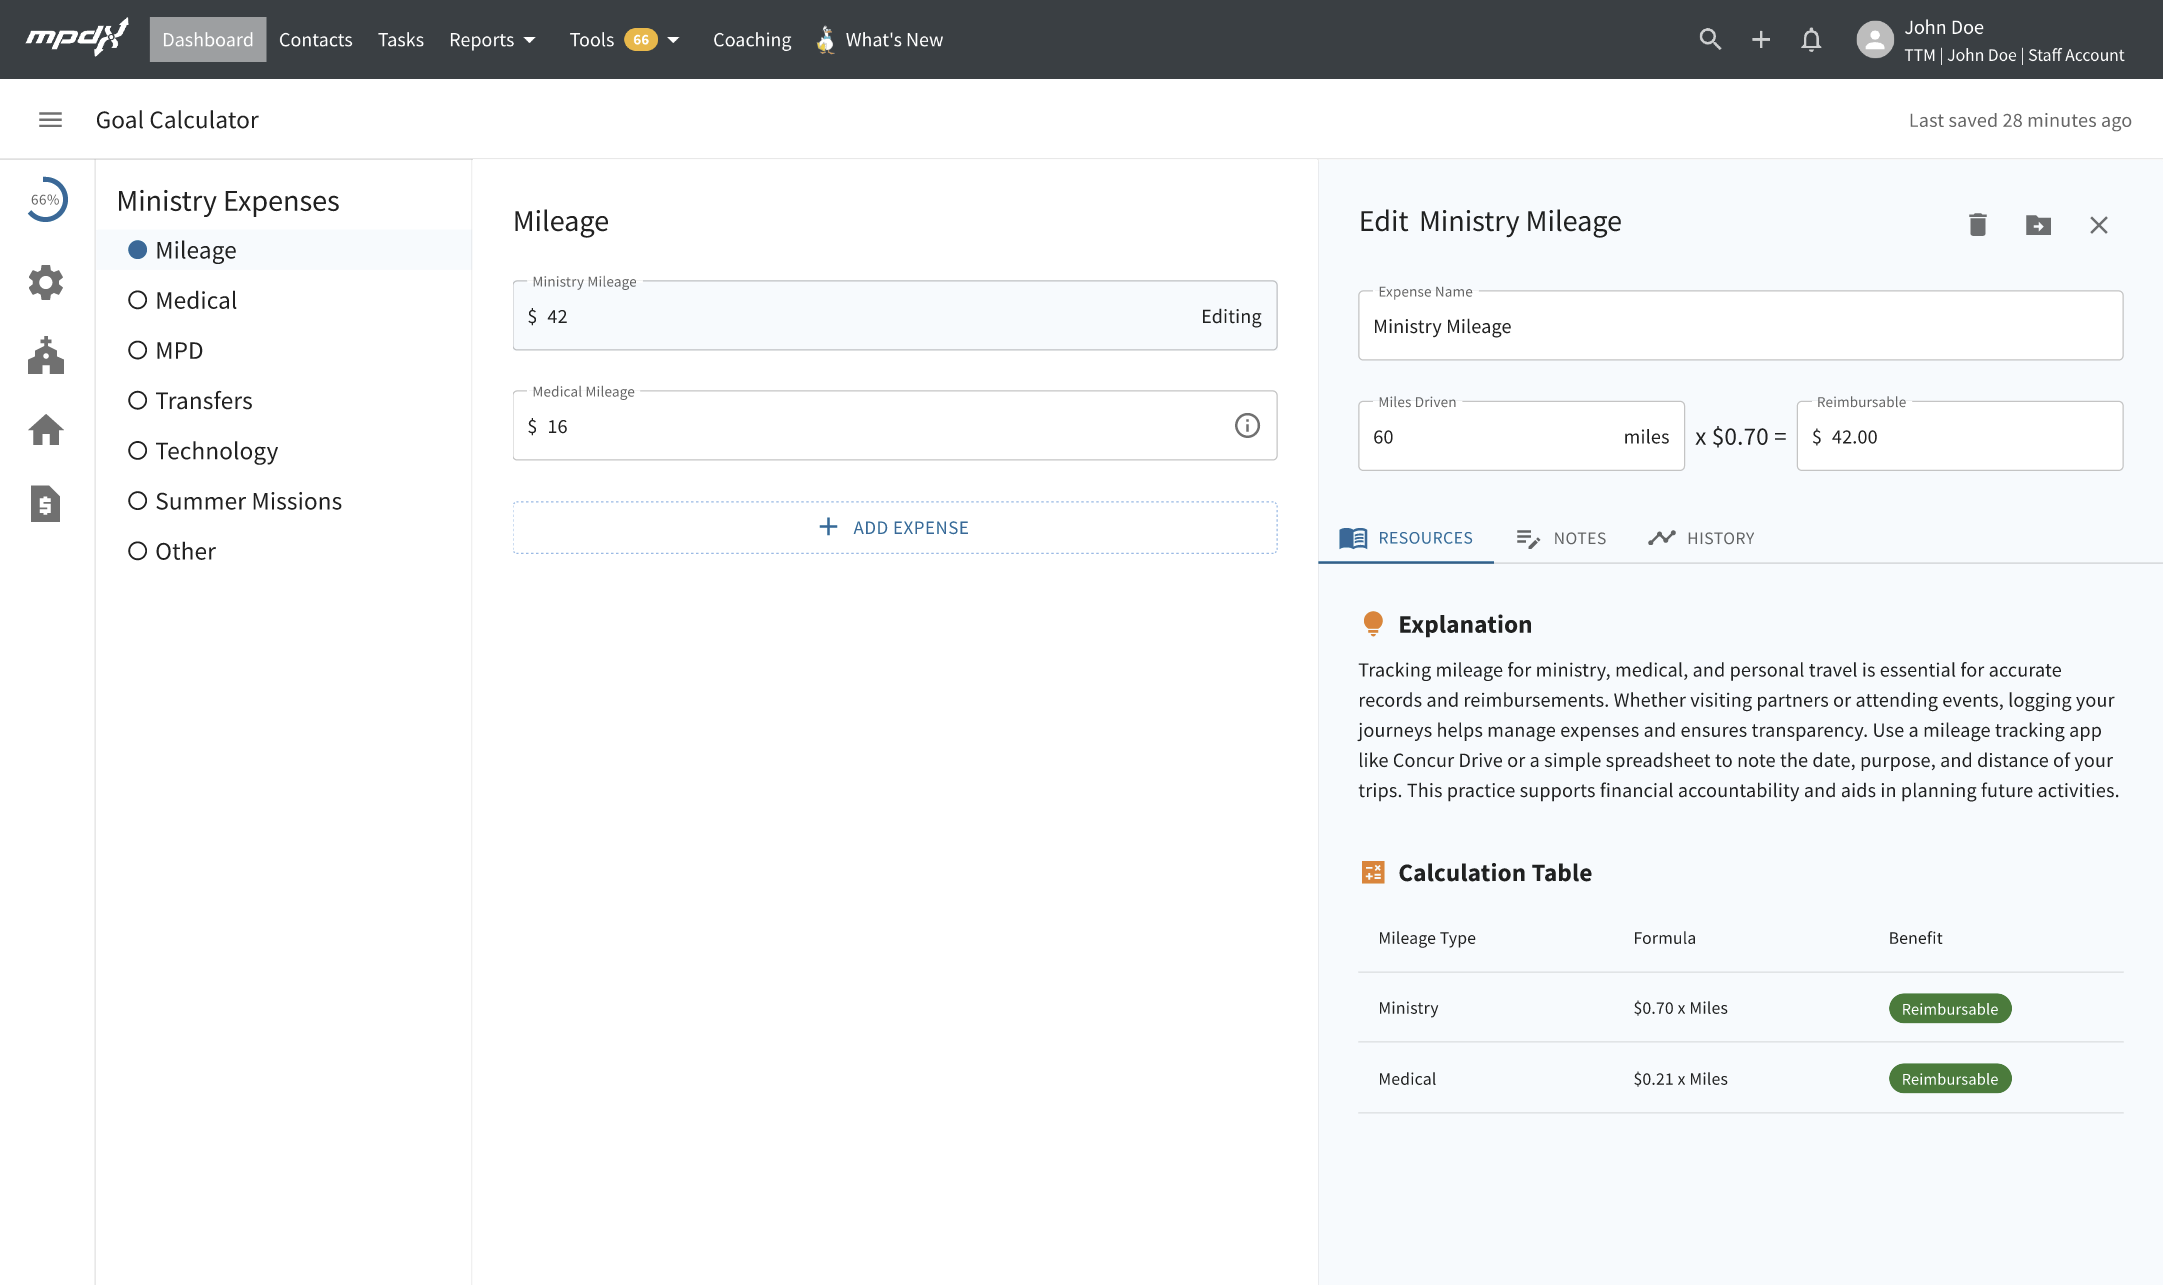 mpdx Dashboard Contacts Tasks Reports Tools 66 Coaching What's New
John Doe
TTM | John Doe | Staff Account
Goal Calculator
Last saved 28 minutes ago
66%
Ministry Expenses
Mileage
Medical
MPD
Transfers
Technology
Summer Missions
Other
Mileage
Ministry Mileage
$ 42 Editing
Medical Mileage
$ 16
ADD EXPENSE
Edit Ministry Mileage
Expense Name
Ministry Mileage
Miles Driven
60 miles
x $0.70 =
Reimbursable
$ 42.00
RESOURCES NOTES HISTORY
Explanation
Tracking mileage for ministry, medical, and personal travel is essential for accurate
records and reimbursements. Whether visiting partners or attending events, logging your
journeys helps manage expenses and ensures transparency. Use a mileage tracking app
like Concur Drive or a simple spreadsheet to note the date, purpose, and distance of your
trips. This practice supports financial accountability and aids in planning future activities.
Calculation Table
Mileage Type Formula Benefit
Ministry $0.70 x Miles Reimbursable
Medical $0.21 x Miles Reimbursable